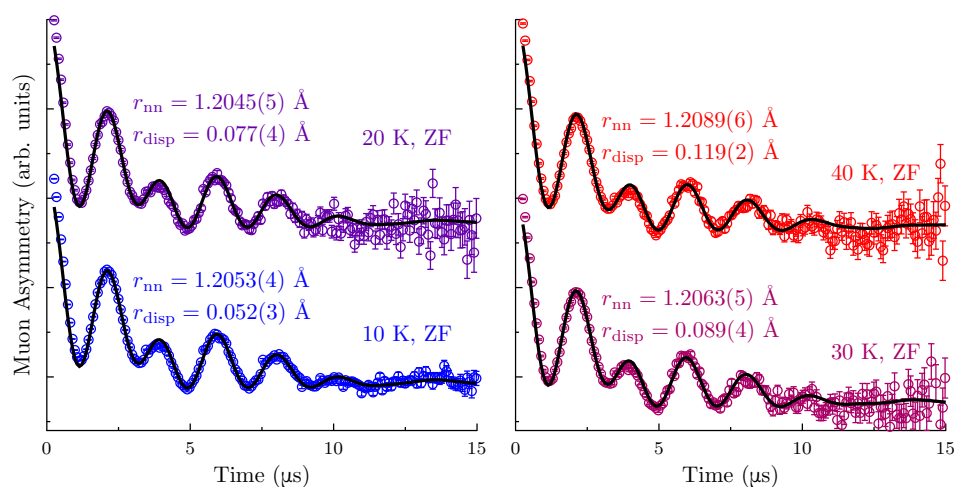 Muon Asymmetry (arb. units)
r_nn = 1.2045(5) Å
r_disp = 0.077(4) Å
20 K, ZF
r_nn = 1.2053(4) Å
r_disp = 0.052(3) Å
10 K, ZF
0 5 10 15
Time (µs)
r_nn = 1.2089(6) Å
r_disp = 0.119(2) Å
40 K, ZF
r_nn = 1.2063(5) Å
r_disp = 0.089(4) Å
30 K, ZF
0 5 10 15
Time (µs)